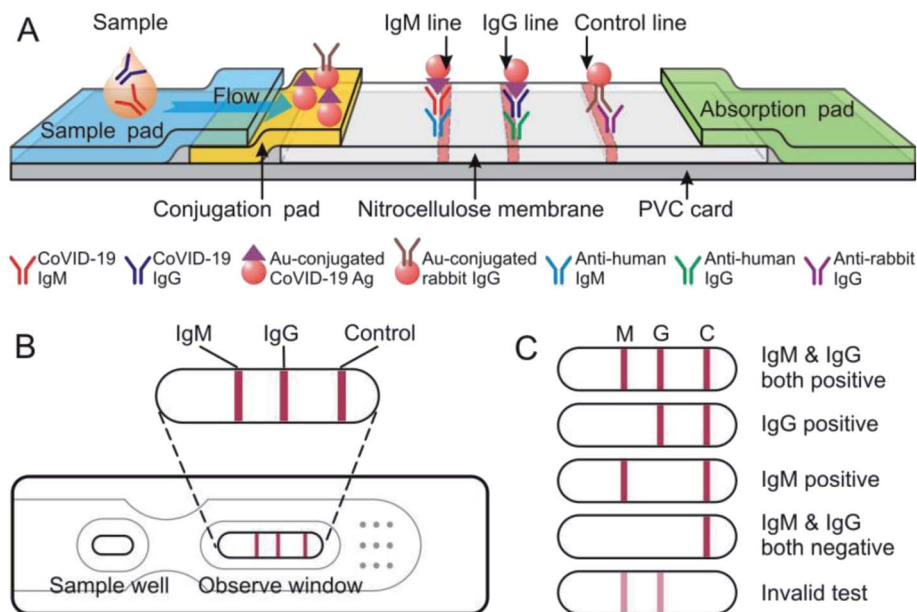 A
Sample
IgM line
IgG line
Control line
Flow
Sample pad
Absorption pad
Conjugation pad
Nitrocellulose membrane
PVC card
CoVID-19
IgM
CoVID-19
IgG
Au-conjugated
CoVID-19 Ag
Au-conjugated
rabbit IgG
Anti-human
IgM
Anti-human
IgG
Anti-rabbit
IgG
B
IgM
IgG
Control
Sample well
Observe window
C
M
G
C
IgM & IgG
both positive
IgG positive
IgM positive
IgM & IgG
both negative
Invalid test